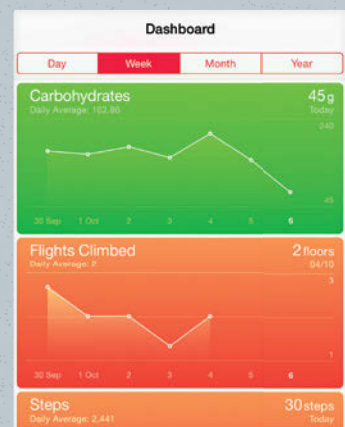 Dashboard
Day Week Month Year
Carbohydrates 45g
Daily Average: 162.86 Today
240
45
30 Sep 1 Oct 2 3 4 5 6
Flights Climbed 2 floors
Daily Average: 2 04/10
3
1
30 Sep 1 Oct 2 3 4 5 6
Steps 30 steps
Daily Average: 2,441 Today